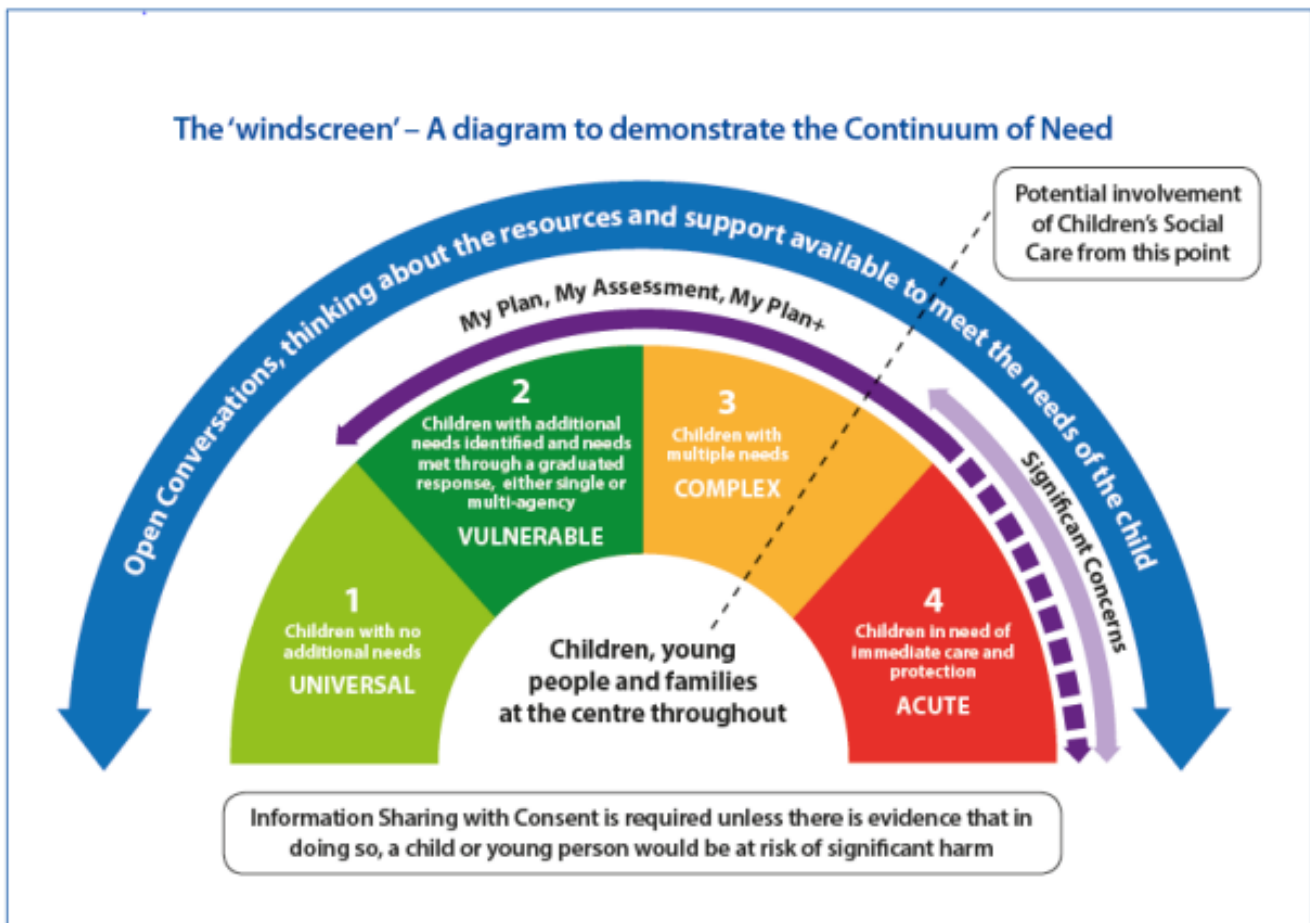 The ‘windscreen’ – A diagram to demonstrate the Continuum of Need
Potential involvement
of Children’s Social
Care from this point
Open Conversations, thinking about the resources and support available to meet the needs of the child
My Plan, My Assessment, My Plan+
Significant Concerns
1
Children with no
additional needs
UNIVERSAL
2
Children with additional
needs identified and needs
met through a graduated
response, either single or
multi-agency
VULNERABLE
3
Children with
multiple needs
COMPLEX
4
Children in need of
immediate care and
protection
ACUTE
Children, young
people and families
at the centre throughout
Information Sharing with Consent is required unless there is evidence that in
doing so, a child or young person would be at risk of significant harm